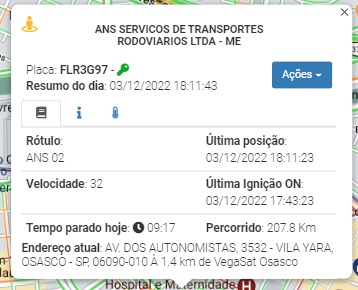 ×
ANS SERVICOS DE TRANSPORTES
RODOVIARIOS LTDA - ME
Placa: FLR3G97 -
Resumo do dia: 03/12/2022 18:11:43
Ações
Rótulo:
ANS 02
Última posição:
03/12/2022 18:11:23
Velocidade: 32
Última Ignição ON:
03/12/2022 17:43:23
Tempo parado hoje: 09:17
Percorrido: 207.8 Km
Endereço atual: AV. DOS AUTONOMISTAS, 3532 - VILA YARA,
OSASCO - SP, 06090-010 À 1.4 km de VegaSat Osasco
Hospital e Maternidade
H